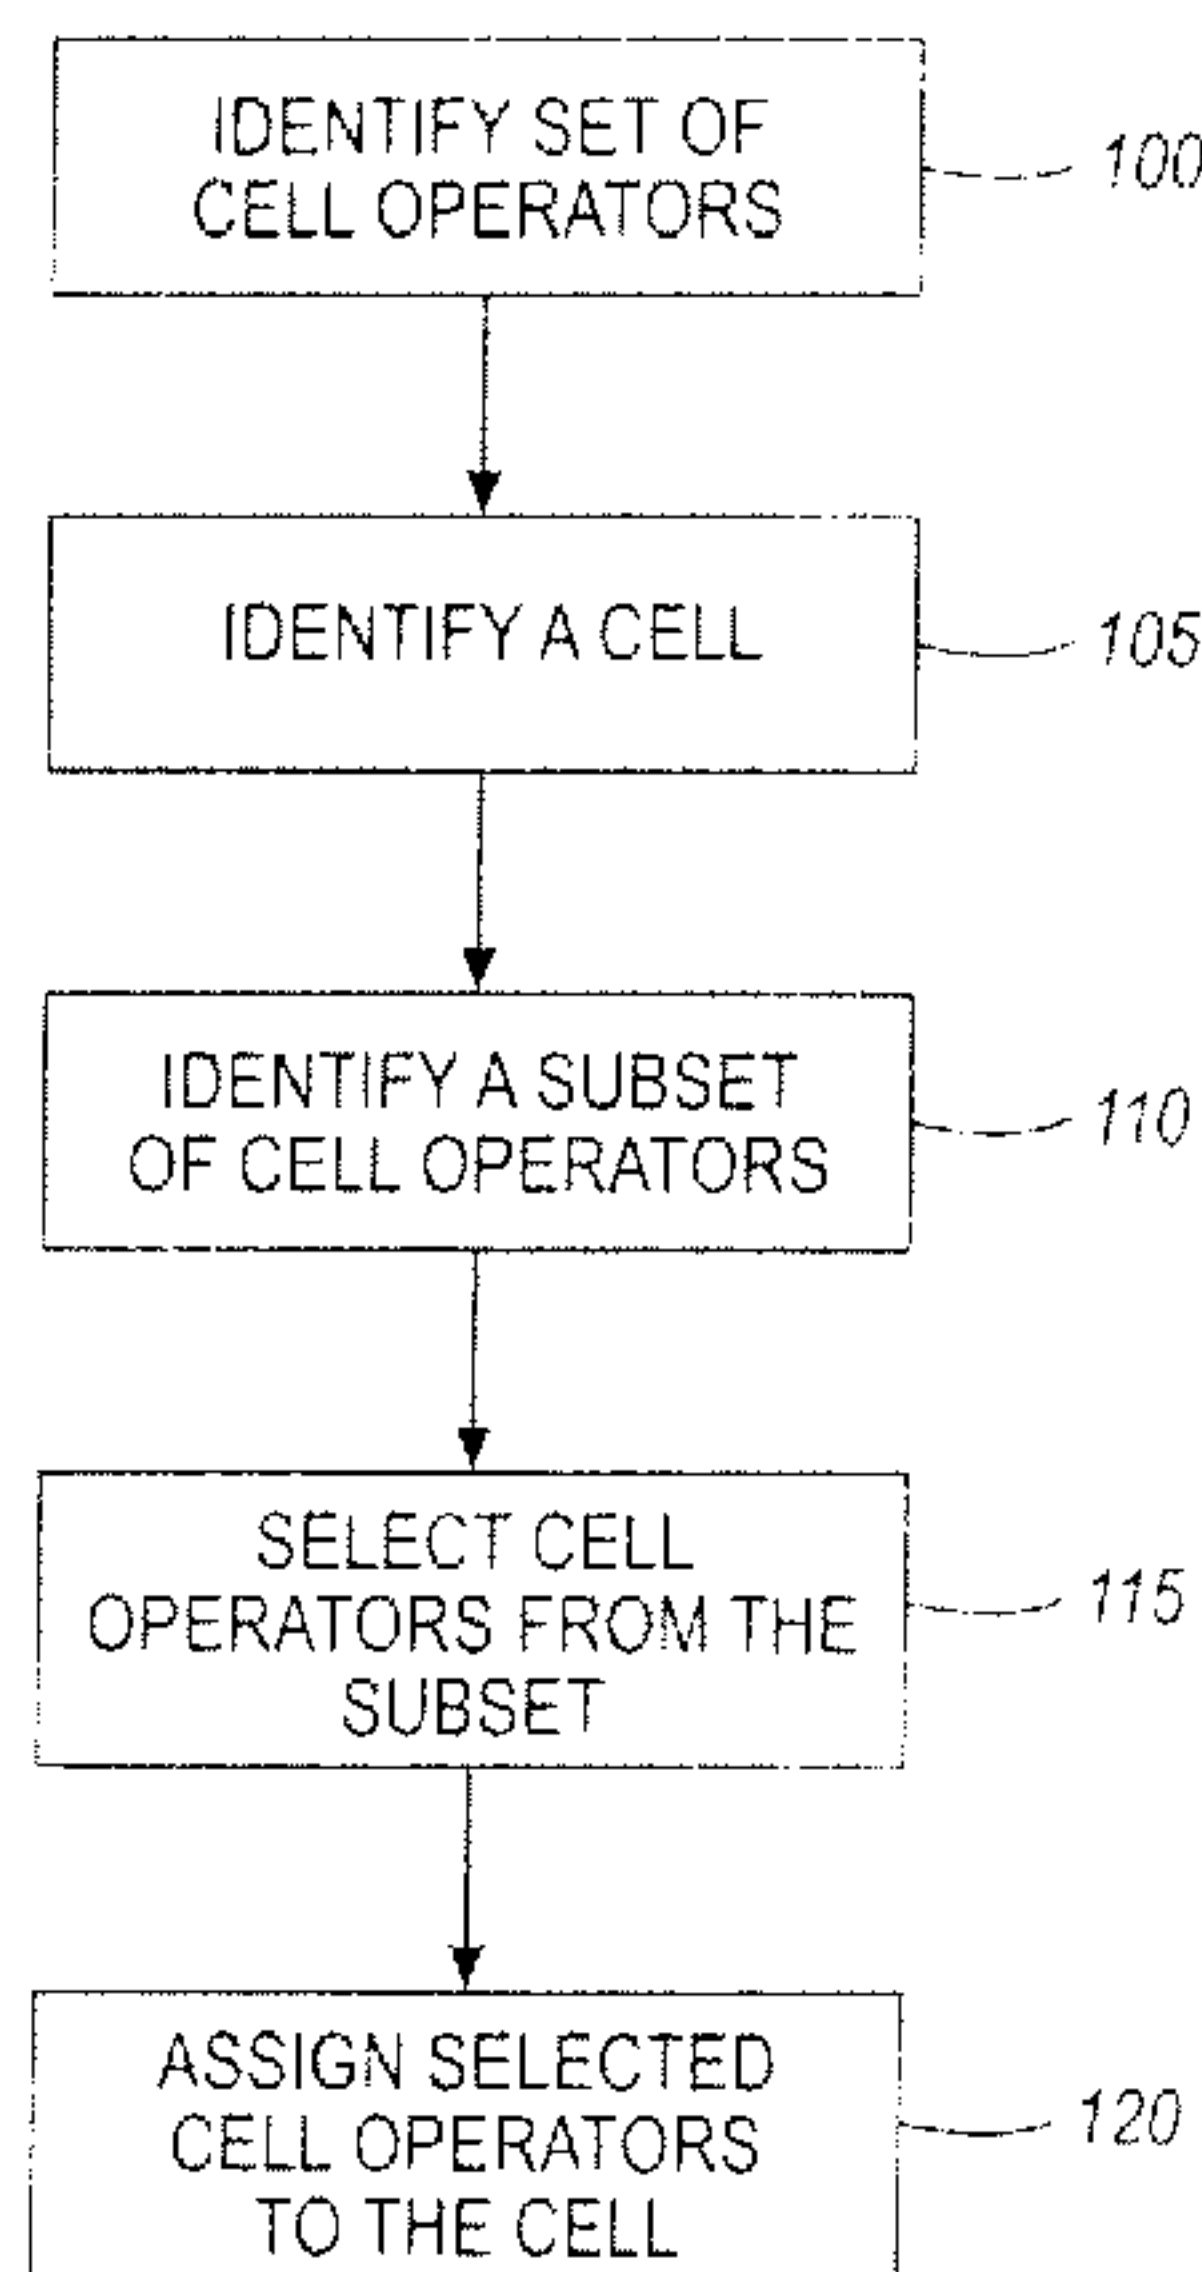 IDENTIFY SET OF
CELL OPERATORS
100
IDENTIFY A CELL
105
IDENTIFY A SUBSET
OF CELL OPERATORS
110
SELECT CELL
OPERATORS FROM THE
SUBSET
115
ASSIGN SELECTED
CELL OPERATORS
TO THE CELL
120